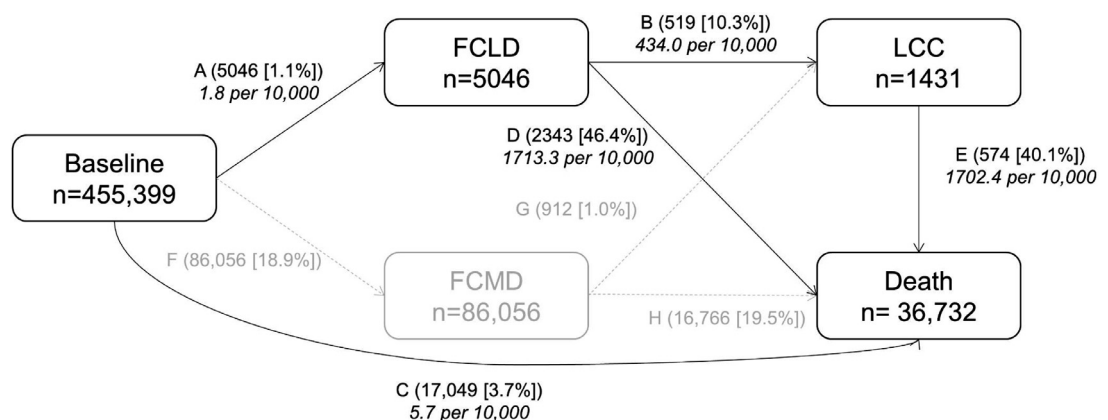 B (519 [10.3%])
434.0 per 10,000
FCLD
n=5046
LCC
n=1431
A (5046 [1.1%])
1.8 per 10,000
D (2343 [46.4%])
1713.3 per 10,000
E (574 [40.1%])
1702.4 per 10,000
Baseline
n=455,399
G (912 [1.0%])
F (86,056 [18.9%])
FCMD
n=86,056
Death
n= 36,732
H (16,766 [19.5%])
C (17,049 [3.7%])
5.7 per 10,000